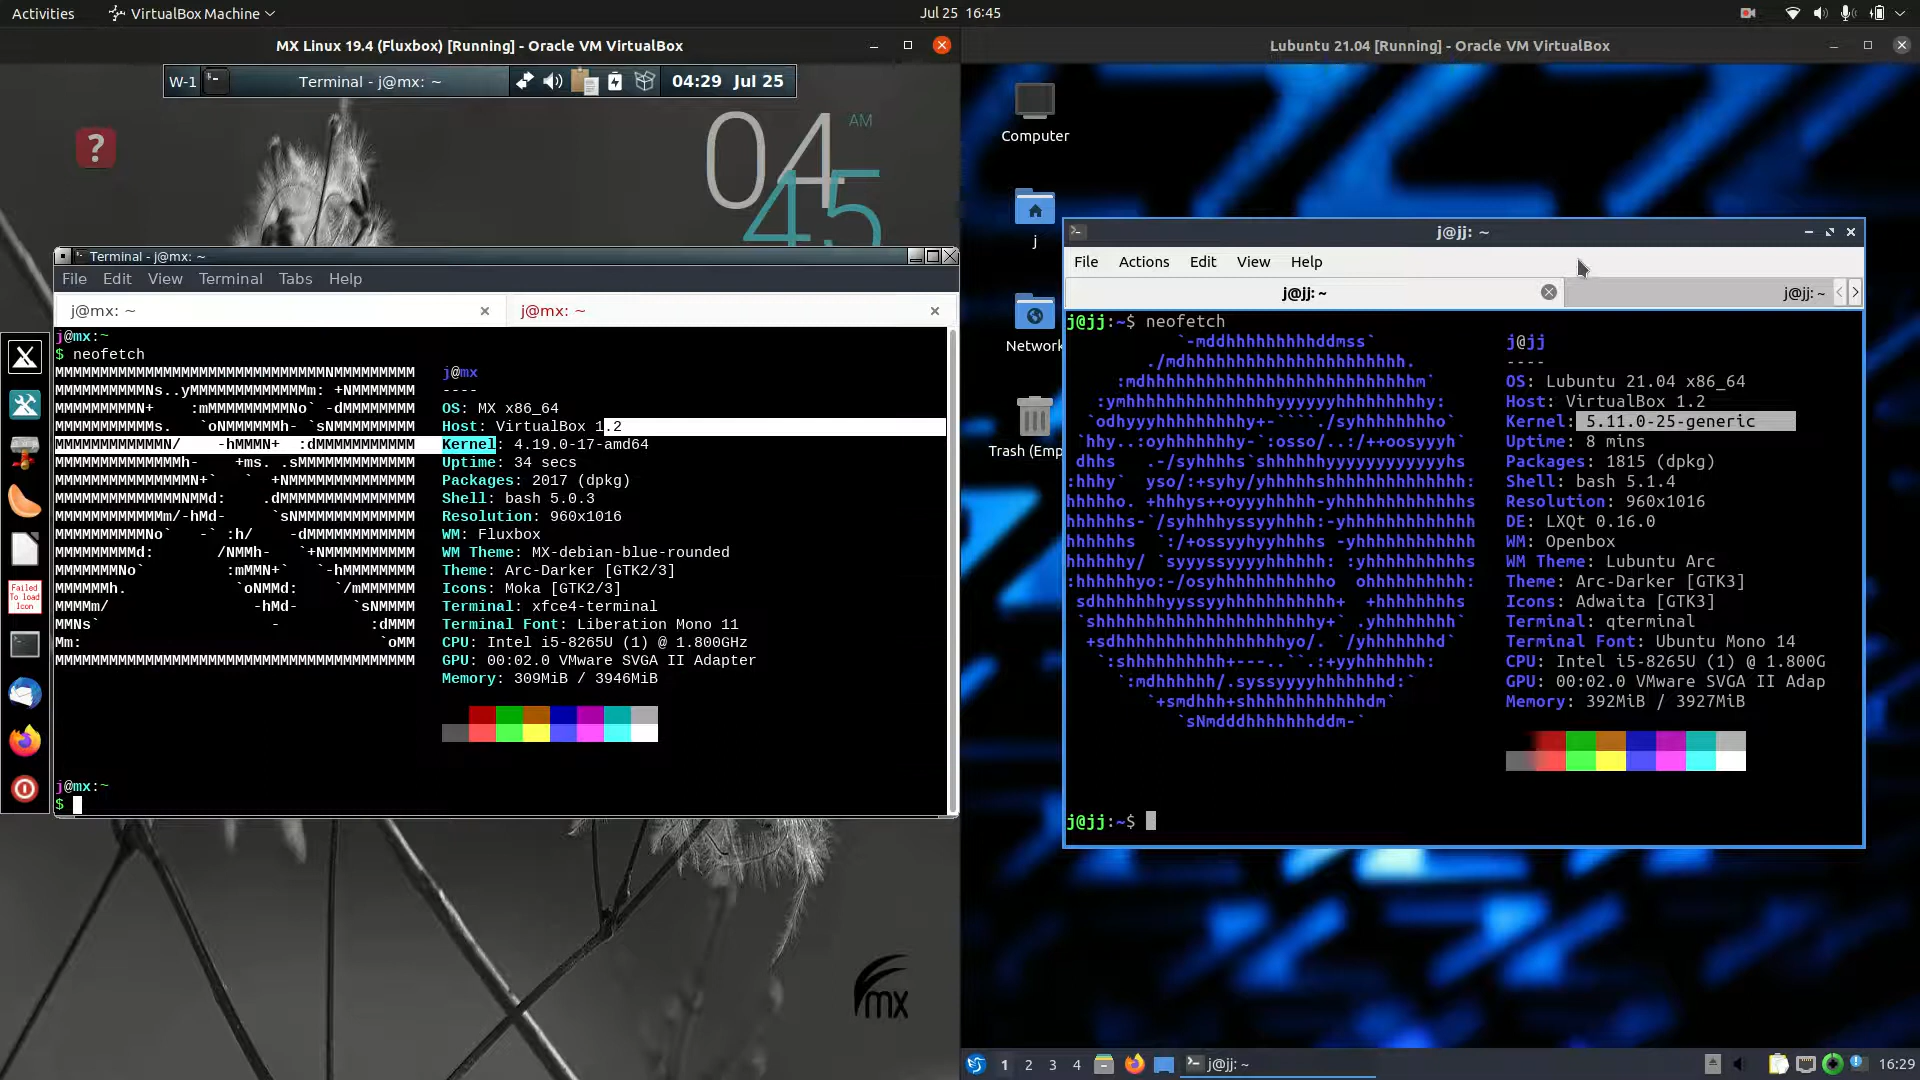 Activities
VirtualBox Machine
Jul 25 16:45
MX Linux 19.4 (Fluxbox) [Running] - Oracle VM VirtualBox
W-1
Terminal - j@mx: ~
04:29 Jul 25
?
04
AM
45
Terminal - j@mx: ~
File Edit View Terminal Tabs Help
j@mx: ~
j@mx: ~
Failed
To load
Icon
j@mx:~
$ neofetch
j@mx
----
OS: MX x86_64
Host: VirtualBox 1.2
Kernel: 4.19.0-17-amd64
Uptime: 34 secs
Packages: 2017 (dpkg)
Shell: bash 5.0.3
Resolution: 960x1016
WM: Fluxbox
WM Theme: MX-debian-blue-rounded
Theme: Arc-Darker [GTK2/3]
Icons: Moka [GTK2/3]
Terminal: xfce4-terminal
Terminal Font: Liberation Mono 11
CPU: Intel i5-8265U (1) @ 1.800GHz
GPU: 00:02.0 VMware SVGA II Adapter
Memory: 309MiB / 3946MiB
j@mx:~
$
mx
Lubuntu 21.04 [Running] - Oracle VM VirtualBox
Computer
j
Network
Trash (Emp
j@jj: ~
File Actions Edit View Help
j@jj: ~
j@jj: ~
j@jj:~$ neofetch
j@jj
----
OS: Lubuntu 21.04 x86_64
Host: VirtualBox 1.2
Kernel: 5.11.0-25-generic
Uptime: 8 mins
Packages: 1815 (dpkg)
Shell: bash 5.1.4
Resolution: 960x1016
DE: LXQt 0.16.0
WM: Openbox
WM Theme: Lubuntu Arc
Theme: Arc-Darker [GTK3]
Icons: Adwaita [GTK3]
Terminal: qterminal
Terminal Font: Ubuntu Mono 14
CPU: Intel i5-8265U (1) @ 1.800G
GPU: 00:02.0 VMware SVGA II Adap
Memory: 392MiB / 3927MiB
j@jj:~$
1 2 3 4
j@jj: ~
16:29